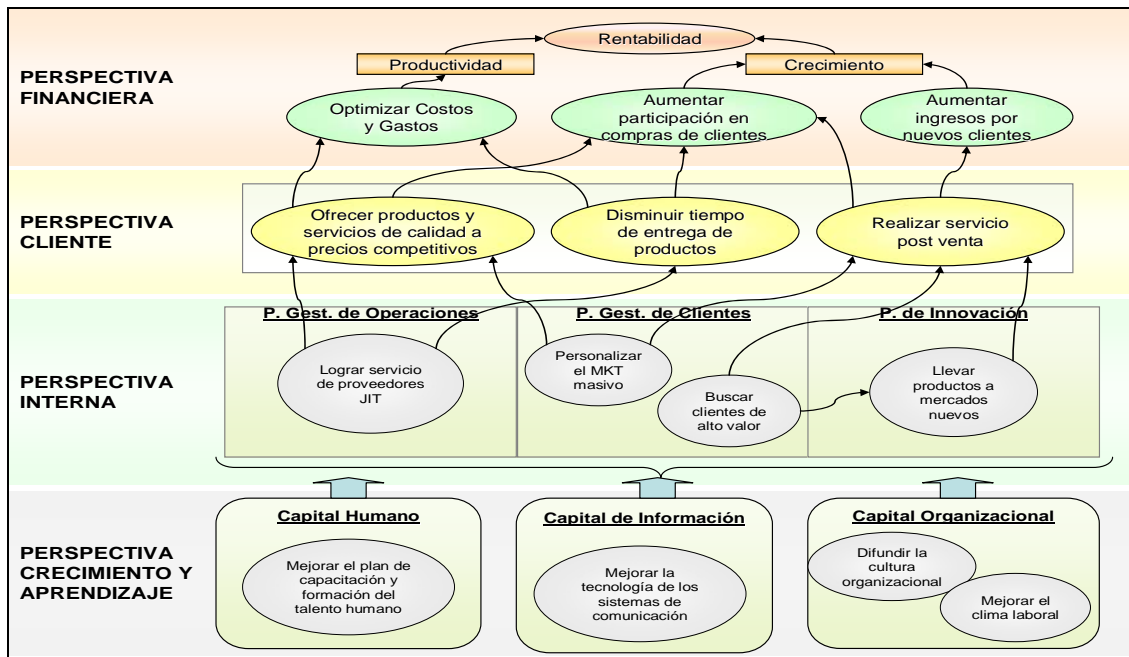 Rentabilidad
Productividad
Crecimiento
PERSPECTIVA
FINANCIERA
Optimizar Costos
y Gastos
Aumentar
participación en
compras de clientes
Aumentar
ingresos por
nuevos clientes
PERSPECTIVA
CLIENTE
Ofrecer productos y
servicios de calidad a
precios competitivos
Disminuir tiempo
de entrega de
productos
Realizar servicio
post venta
PERSPECTIVA
INTERNA
P. Gest. de Operaciones
Lograr servicio
de proveedores
JIT
P. Gest. de Clientes
Personalizar
el MKT
masivo
Buscar
clientes de
alto valor
P. de Innovación
Llevar
productos a
mercados
nuevos
PERSPECTIVA
CRECIMIENTO Y
APRENDIZAJE
Capital Humano
Mejorar el plan de
capacitación y
formación del
talento humano
Capital de Información
Mejorar la
tecnología de los
sistemas de
comunicación
Capital Organizacional
Difundir la
cultura
organizacional
Mejorar el
clima laboral